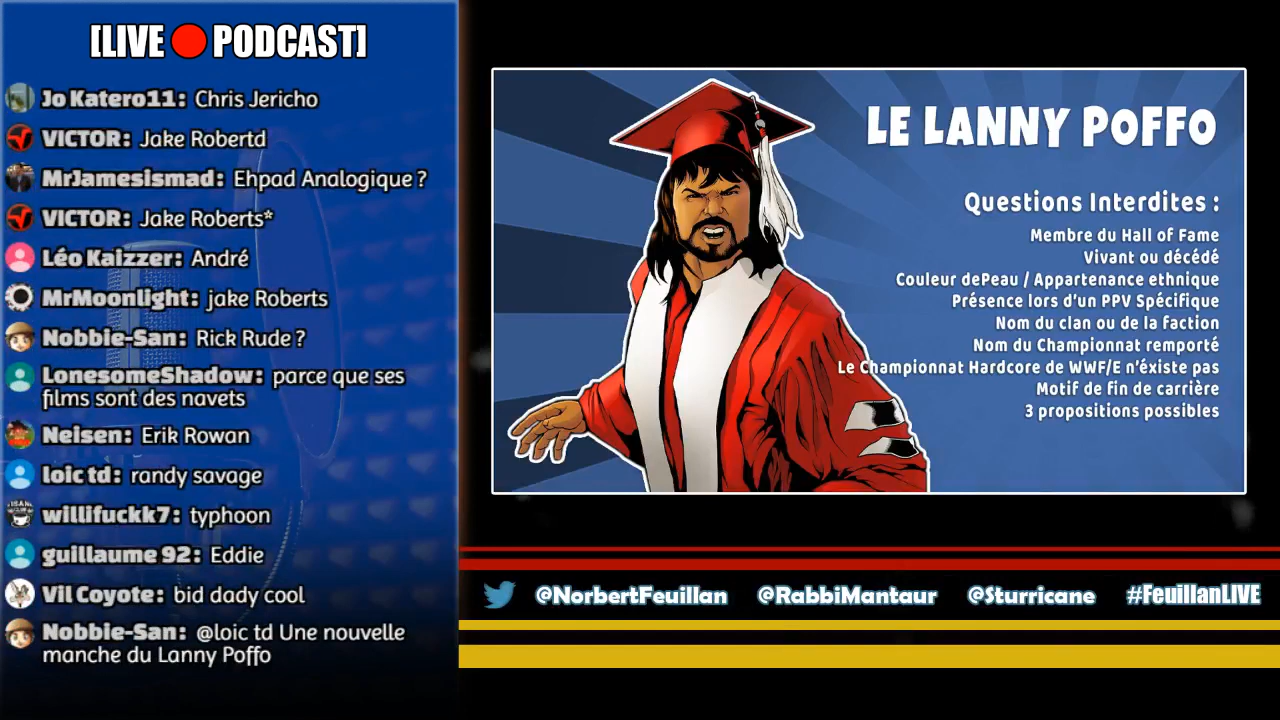 [LIVE PODCAST]
Jo Katero11: Chris Jericho
VICTOR: Jake Robertd
MrJamesismad: Ehpad Analogique ?
VICTOR: Jake Roberts*
Léo Kaizzer: André
MrMoonlight: jake Roberts
Nobbie-San: Rick Rude ?
LonesomeShadow: parce que ses
films sont des navets
Neisen: Erik Rowan
loic td: randy savage
willifuckk7: typhoon
guillaume 92: Eddie
Vil Coyote: bid dady cool
Nobbie-San: @loic td Une nouvelle
manche du Lanny Poffo
LE LANNY POFFO
Questions Interdites :
Membre du Hall of Fame
Vivant ou décédé
Couleur dePeau / Appartenance ethnique
Présence lors d'un PPV Spécifique
Nom du clan ou de la faction
Nom du Championnat remporté
Le Championnat Hardcore de WWF/E n'éxiste pas
Motif de fin de carrière
3 propositions possibles
@NorbertFeuillan @RabbiMantaur @Sturricane #FeuillanLIVE